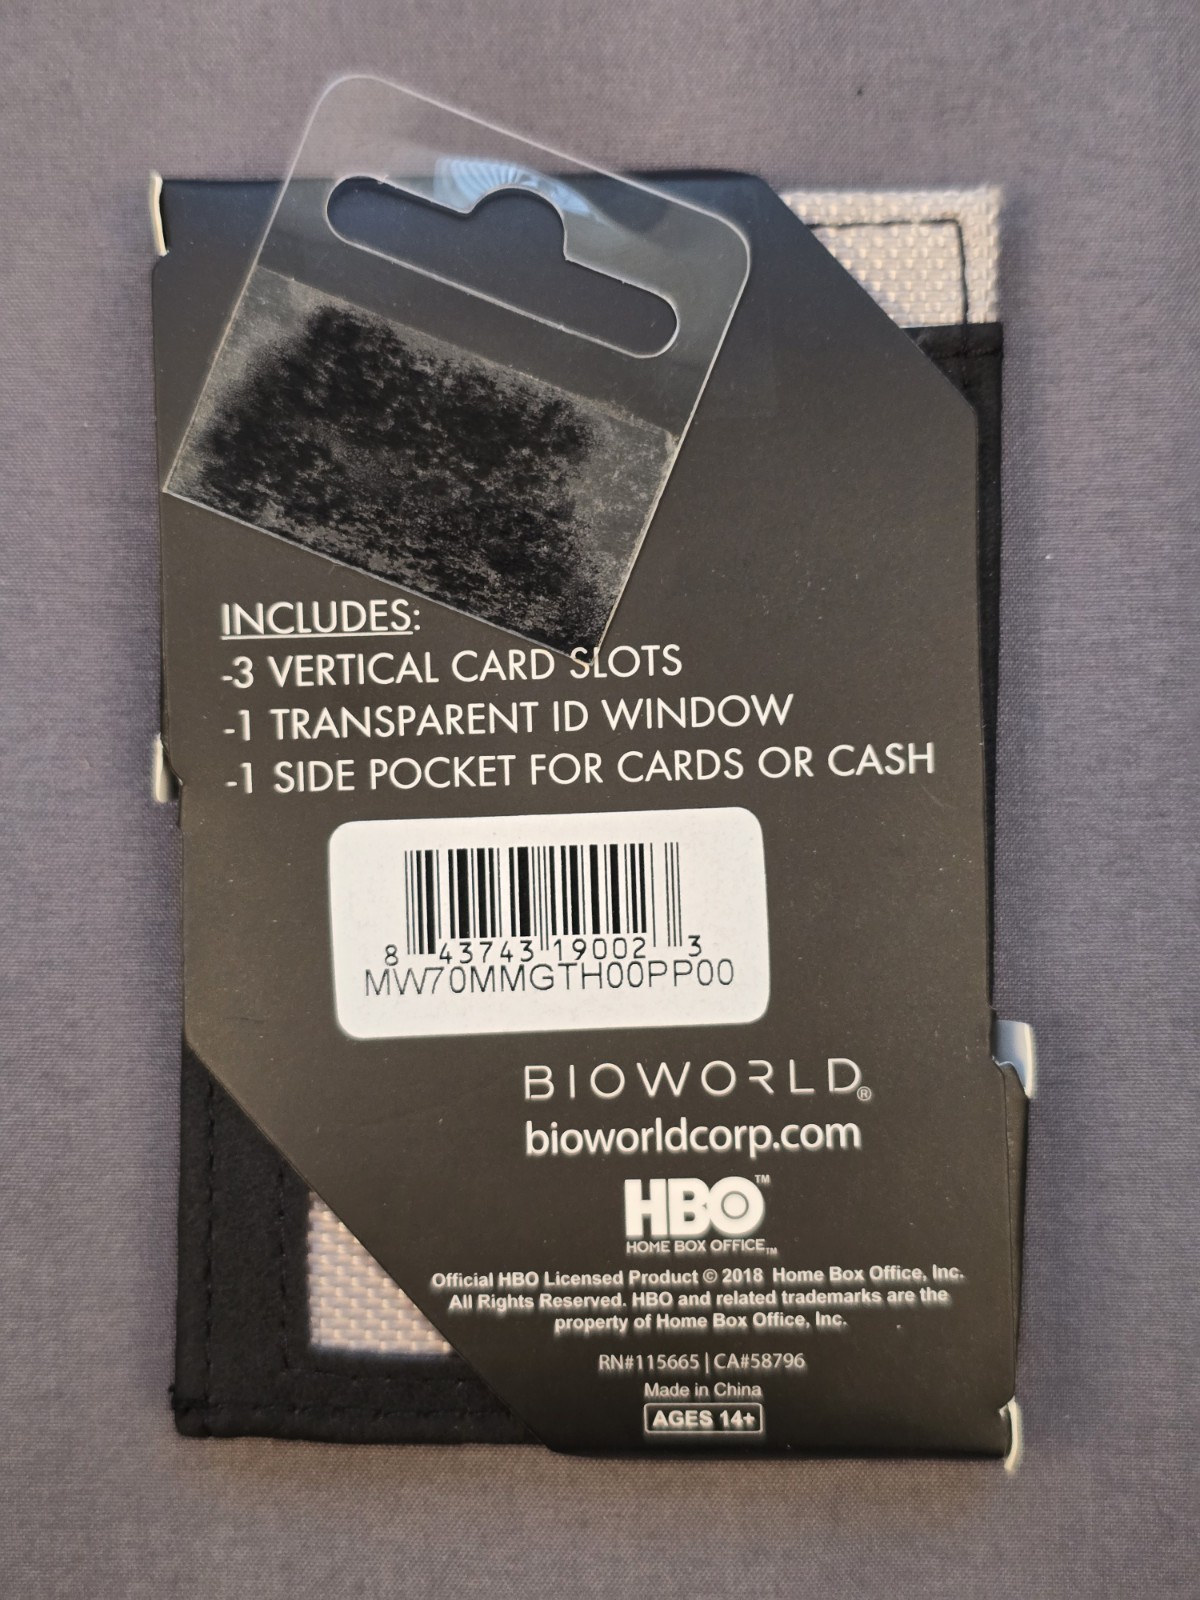 INCLUDES:
-3 VERTICAL CARD SLOTS
-1 TRANSPARENT ID WINDOW
-1 SIDE POCKET FOR CARDS OR CASH
8 43743 19002 3
MW70MMGTH00PP00
BIOWORLD®
bioworldcorp.com
HBO™
HOME BOX OFFICE™
Official HBO Licensed Product © 2018 Home Box Office, Inc.
All Rights Reserved. HBO and related trademarks are the
property of Home Box Office, Inc.
RN#115665 | CA#58796
Made in China
AGES 14+